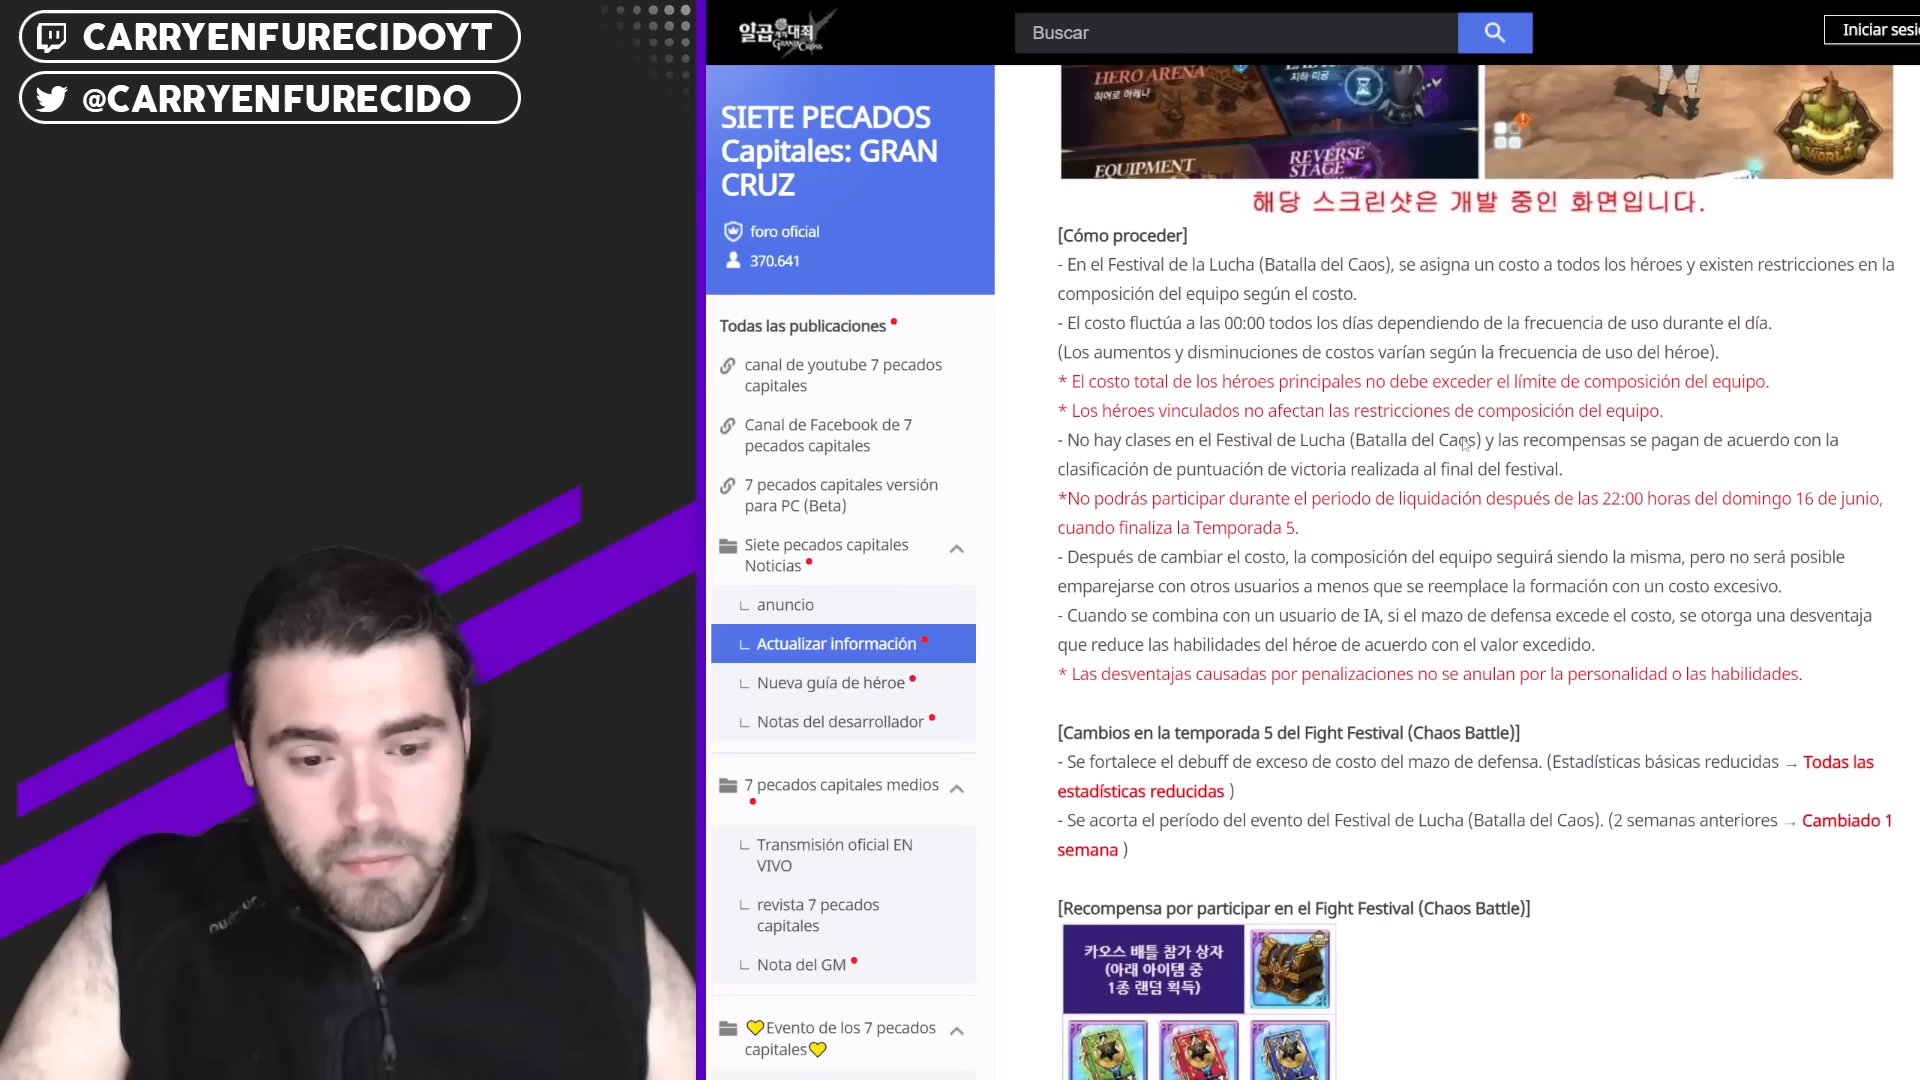 CARRYENFURECIDOYT
@CARRYENFURECIDO
일곱 대죄
GRAND CROSS
Buscar
Iniciar sesi
SIETE PECADOS
Capitales: GRAN
CRUZ
foro oficial
370.641
Todas las publicaciones
canal de youtube 7 pecados
capitales
Canal de Facebook de 7
pecados capitales
7 pecados capitales versión
para PC (Beta)
Siete pecados capitales
Noticias
anuncio
Actualizar información
Nueva guía de héroe
Notas del desarrollador
7 pecados capitales medios
Transmisión oficial EN
VIVO
revista 7 pecados
capitales
Nota del GM
💛Evento de los 7 pecados
capitales💛
HERO ARENA
히어로 아레나
지하 미궁
EQUIPMENT
REVERSE
STAGE
WORLD
해당 스크린샷은 개발 중인 화면입니다.
[Cómo proceder]
- En el Festival de la Lucha (Batalla del Caos), se asigna un costo a todos los héroes y existen restricciones en la
composición del equipo según el costo.
- El costo fluctúa a las 00:00 todos los días dependiendo de la frecuencia de uso durante el día.
(Los aumentos y disminuciones de costos varían según la frecuencia de uso del héroe).
* El costo total de los héroes principales no debe exceder el límite de composición del equipo.
* Los héroes vinculados no afectan las restricciones de composición del equipo.
- No hay clases en el Festival de Lucha (Batalla del Caos) y las recompensas se pagan de acuerdo con la
clasificación de puntuación de victoria realizada al final del festival.
*No podrás participar durante el periodo de liquidación después de las 22:00 horas del domingo 16 de junio,
cuando finaliza la Temporada 5.
- Después de cambiar el costo, la composición del equipo seguirá siendo la misma, pero no será posible
emparejarse con otros usuarios a menos que se reemplace la formación con un costo excesivo.
- Cuando se combina con un usuario de IA, si el mazo de defensa excede el costo, se otorga una desventaja
que reduce las habilidades del héroe de acuerdo con el valor excedido.
* Las desventajas causadas por penalizaciones no se anulan por la personalidad o las habilidades.
[Cambios en la temporada 5 del Fight Festival (Chaos Battle)]
- Se fortalece el debuff de exceso de costo del mazo de defensa. (Estadísticas básicas reducidas → Todas las
estadísticas reducidas )
- Se acorta el período del evento del Festival de Lucha (Batalla del Caos). (2 semanas anteriores → Cambiado 1
semana )
[Recompensa por participar en el Fight Festival (Chaos Battle)]
카오스 배틀 참가 상자
(아래 아이템 중
1종 랜덤 획득)